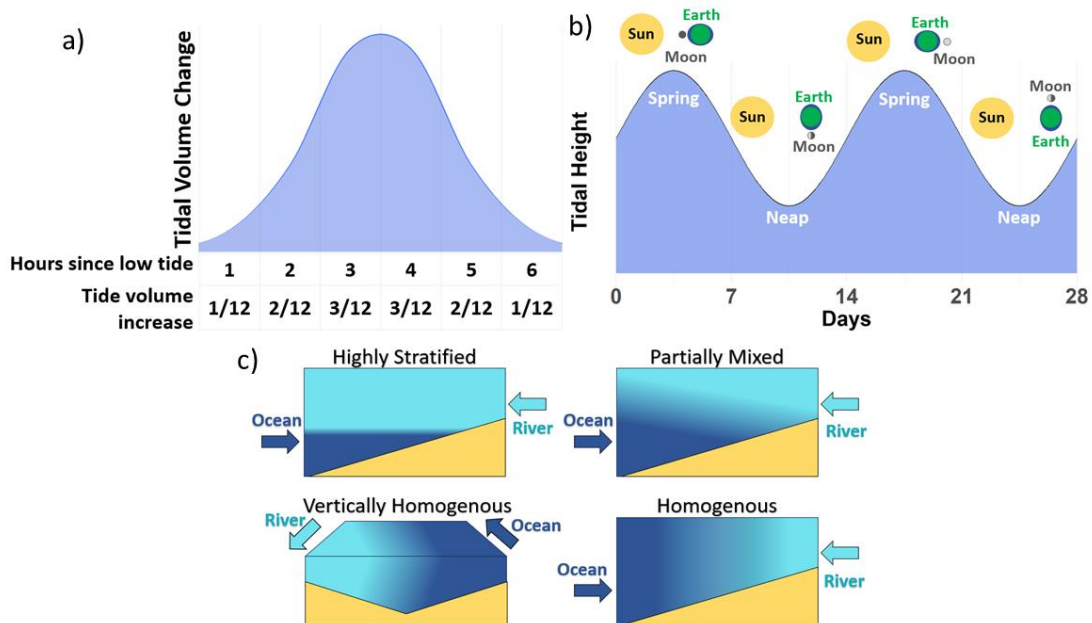 a)
Tidal Volume Change
Hours since low tide
1 2 3 4 5 6
Tide volume
increase
1/12 2/12 3/12 3/12 2/12 1/12
b)
Tidal Height
Sun
Earth
Moon
Spring
Sun
Earth
Moon
Neap
Sun
Earth
Moon
Spring
Sun
Moon
Earth
Neap
0 7 14 21 28
Days
c)
Highly Stratified
Ocean
River
Partially Mixed
Ocean
River
Vertically Homogenous
River
Ocean
Homogenous
Ocean
River